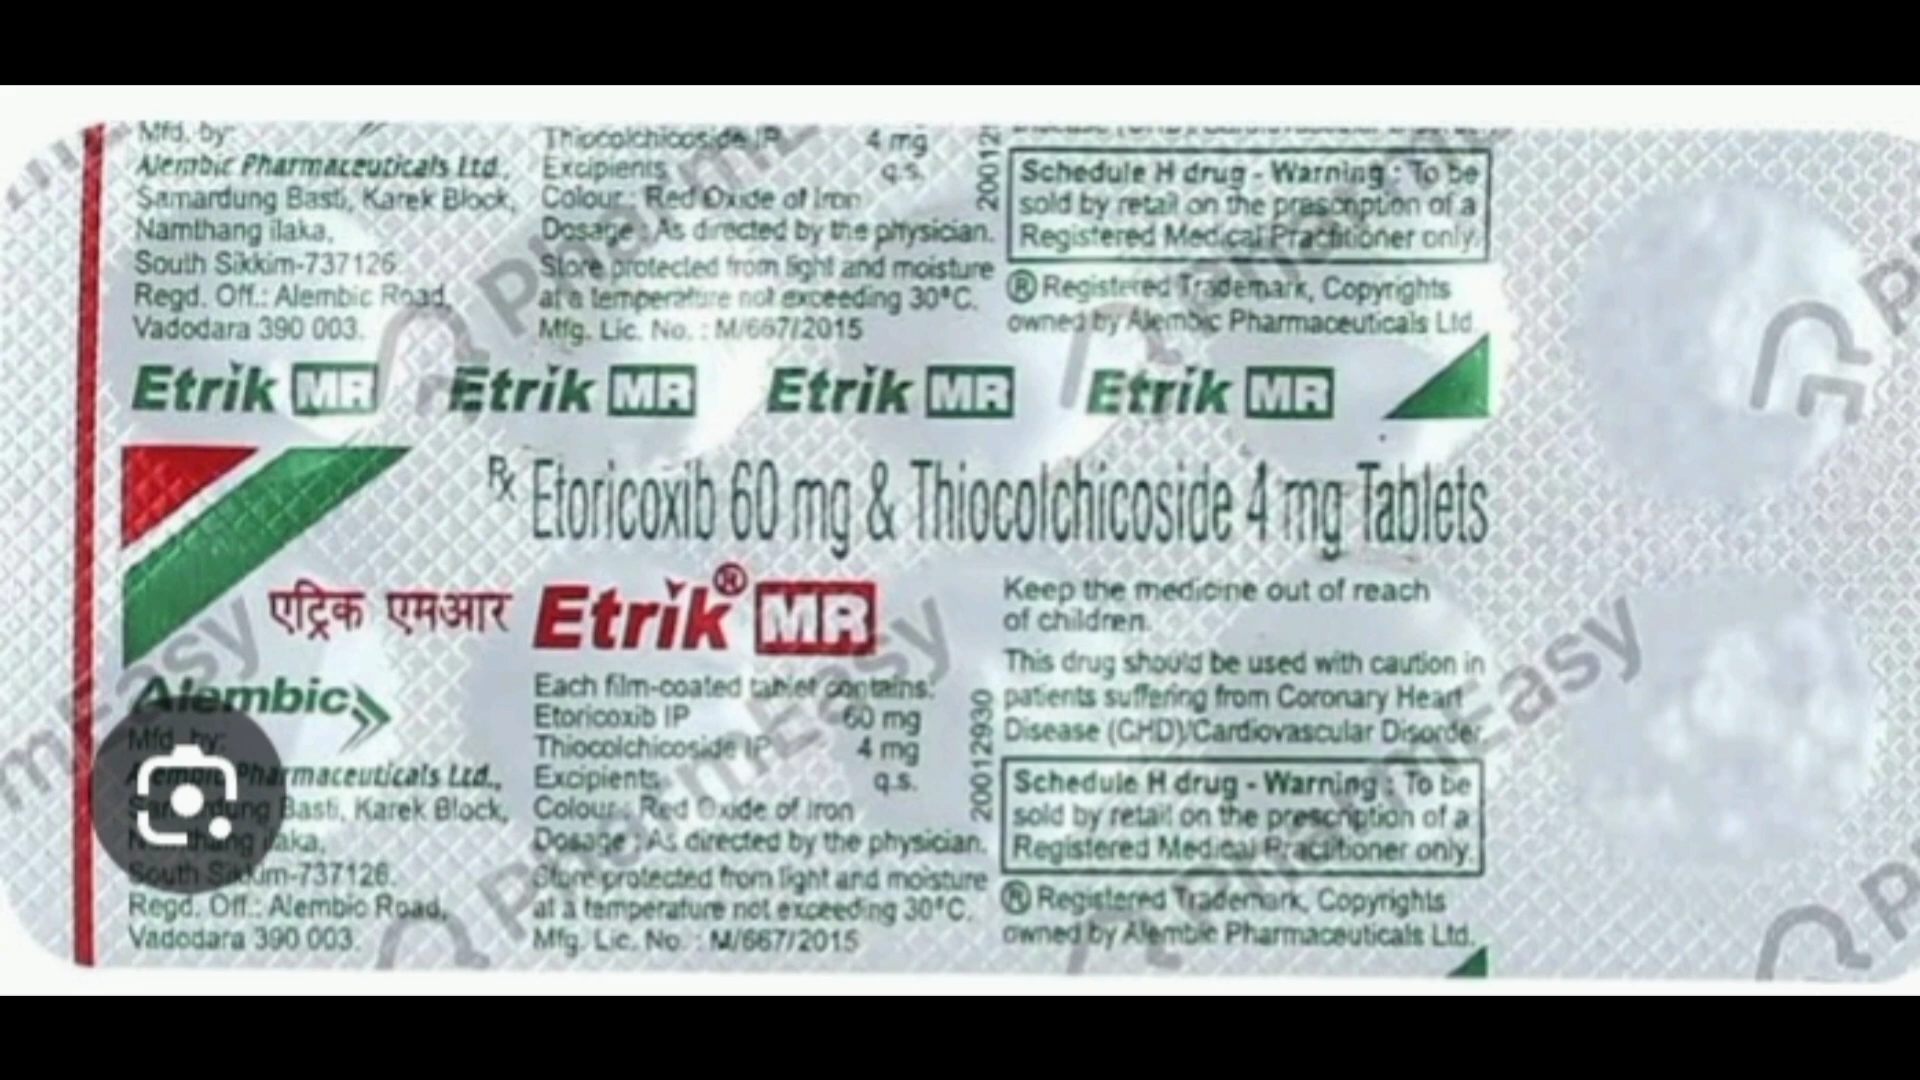 Mfd. by:
Alembic Pharmaceuticals Ltd.,
Samardung Basti, Karek Block,
Namthang ilaka,
South Sikkim-737126.
Regd. Off.: Alembic Road,
Vadodara 390 003.
Thiocolchicoside IP 4 mg
Excipients q.s.
Colour : Red Oxide of Iron
Dosage : As directed by the physician.
Store protected from light and moisture
at a temperature not exceeding 30°C.
Mfg. Lic. No. : M/667/2015
20012
Schedule H drug - Warning : To be
sold by retail on the prescription of a
Registered Medical Practitioner only.
® Registered Trademark, Copyrights
owned by Alembic Pharmaceuticals Ltd.
Etrik MR Etrik MR Etrik MR Etrik MR
Rx Etoricoxib 60 mg & Thiocolchicoside 4 mg Tablets
एट्रिक एमआर Etrik® MR
Alembic
Mfd. by:
Alembic Pharmaceuticals Ltd.,
Samardung Basti, Karek Block,
Namthang ilaka,
South Sikkim-737126.
Regd. Off.: Alembic Road,
Vadodara 390 003.
Each film-coated tablet contains:
Etoricoxib IP 60 mg
Thiocolchicoside IP 4 mg
Excipients q.s.
Colour : Red Oxide of Iron
Dosage : As directed by the physician.
Store protected from light and moisture
at a temperature not exceeding 30°C.
Mfg. Lic. No. : M/667/2015
20012930
Keep the medicine out of reach
of children.
This drug should be used with caution in
patients suffering from Coronary Heart
Disease (CHD)/Cardiovascular Disorder
Schedule H drug - Warning : To be
sold by retail on the prescription of a
Registered Medical Practitioner only.
® Registered Trademark, Copyrights
owned by Alembic Pharmaceuticals Ltd.
PharmEasy
PharmEasy